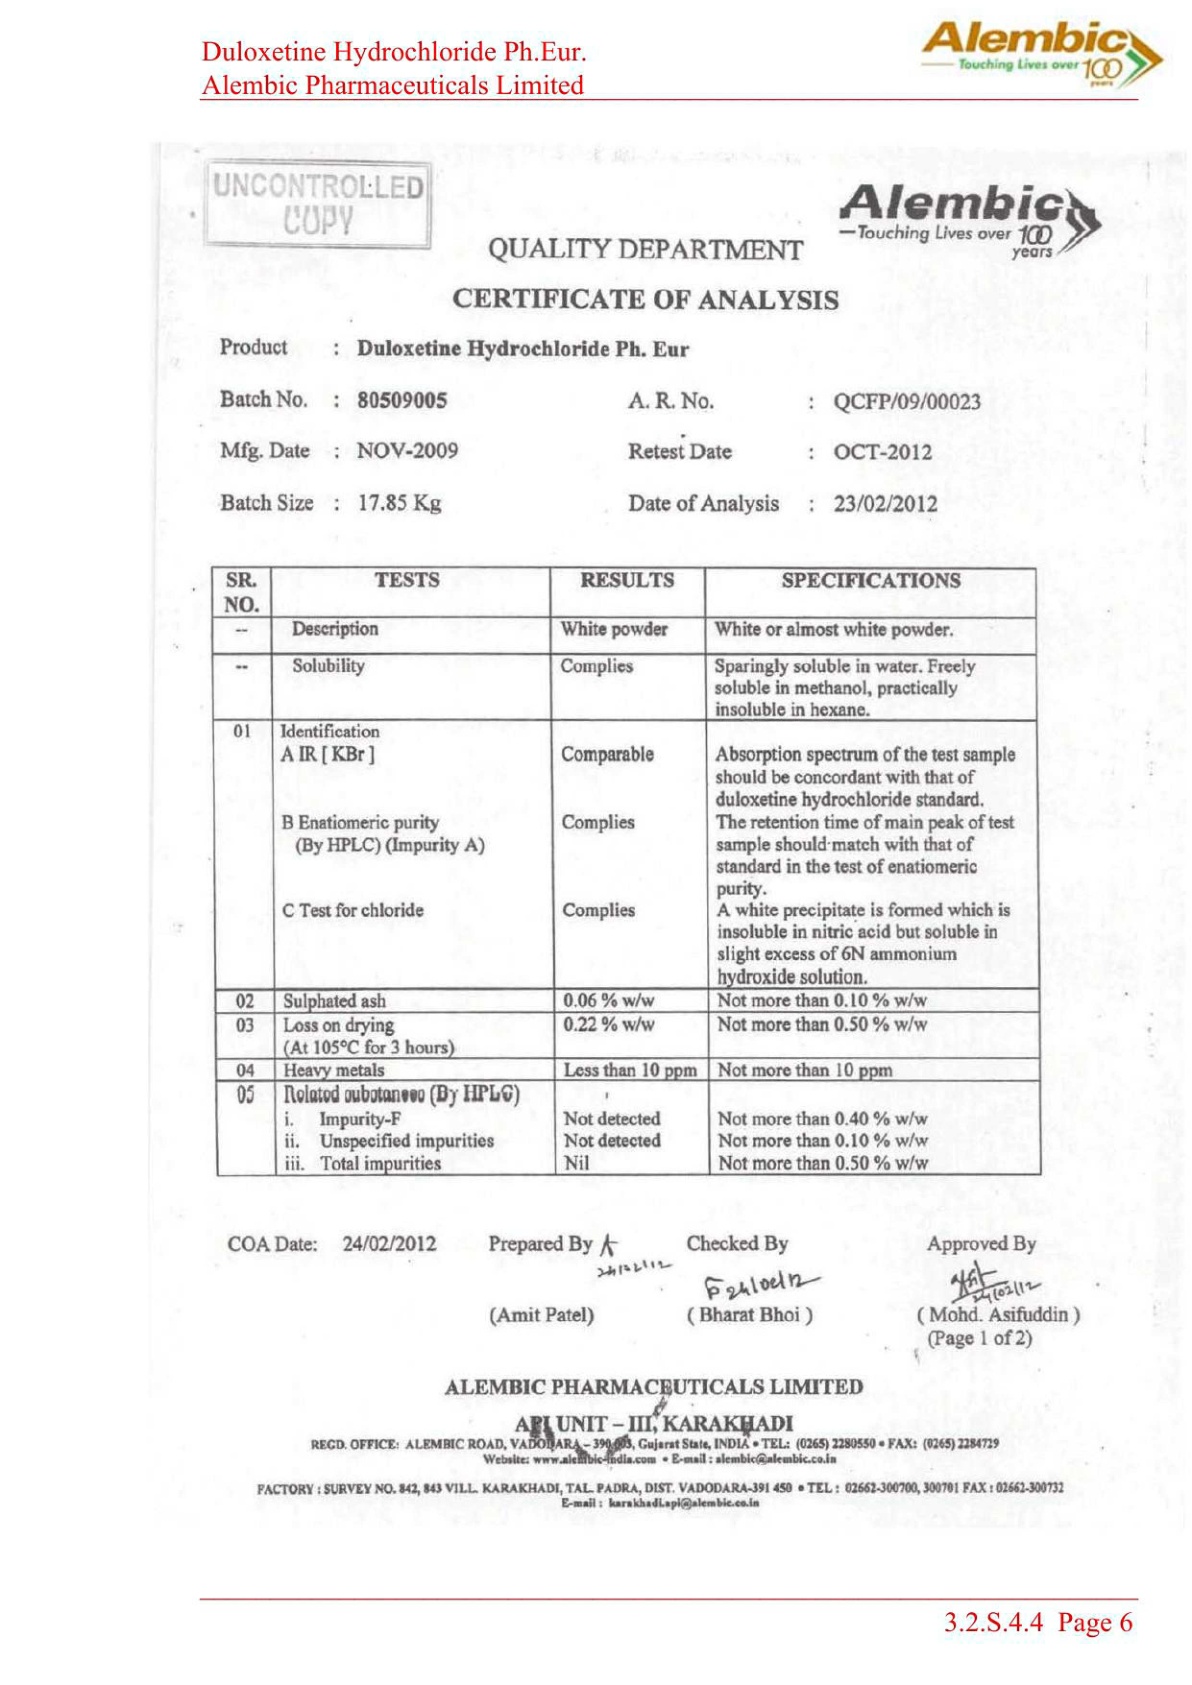 Duloxetine Hydrochloride Ph.Eur.
Alembic Pharmaceuticals Limited
Alembic
Touching Lives over 100 years
UNCONTROLLED
COPY
Alembic
Touching Lives over 100
years
QUALITY DEPARTMENT
CERTIFICATE OF ANALYSIS
Product : Duloxetine Hydrochloride Ph. Eur
Batch No. : 80509005 A. R. No. : QCFP/09/00023
Mfg. Date : NOV-2009 Retest Date : OCT-2012
Batch Size : 17.85 Kg Date of Analysis : 23/02/2012
SR. NO. TESTS RESULTS SPECIFICATIONS
-- Description White powder White or almost white powder.
-- Solubility Complies Sparingly soluble in water. Freely
soluble in methanol, practically
insoluble in hexane.
01 Identification
A IR [ KBr ] Comparable Absorption spectrum of the test sample
should be concordant with that of
duloxetine hydrochloride standard.
B Enatiomeric purity Complies The retention time of main peak of test
(By HPLC) (Impurity A) sample should match with that of
standard in the test of enatiomeric
purity.
C Test for chloride Complies A white precipitate is formed which is
insoluble in nitric acid but soluble in
slight excess of 6N ammonium
hydroxide solution.
02 Sulphated ash 0.06 % w/w Not more than 0.10 % w/w
03 Loss on drying 0.22 % w/w Not more than 0.50 % w/w
(At 105°C for 3 hours)
04 Heavy metals Less than 10 ppm Not more than 10 ppm
05 Related substances (By HPLC)
i. Impurity-F Not detected Not more than 0.40 % w/w
ii. Unspecified impurities Not detected Not more than 0.10 % w/w
iii. Total impurities Nil Not more than 0.50 % w/w
COA Date: 24/02/2012 Prepared By Checked By Approved By
24/02/12 24/02/12 24/02/12
(Amit Patel) ( Bharat Bhoi ) ( Mohd. Asifuddin )
(Page 1 of 2)
ALEMBIC PHARMACEUTICALS LIMITED
API UNIT – III, KARAKHADI
REGD. OFFICE: ALEMBIC ROAD, VADODARA – 390 003, Gujarat State, INDIA • TEL: (0265) 2280550 • FAX: (0265) 2284729
Website: www.alembic-india.com • E-mail : alembic@alembic.co.in
FACTORY : SURVEY NO. 842, 843 VILL. KARAKHADI, TAL. PADRA, DIST. VADODARA-391 450 • TEL : 02662-300700, 300701 FAX : 02662-300732
E-mail : karakhadi.api@alembic.co.in
3.2.S.4.4 Page 6